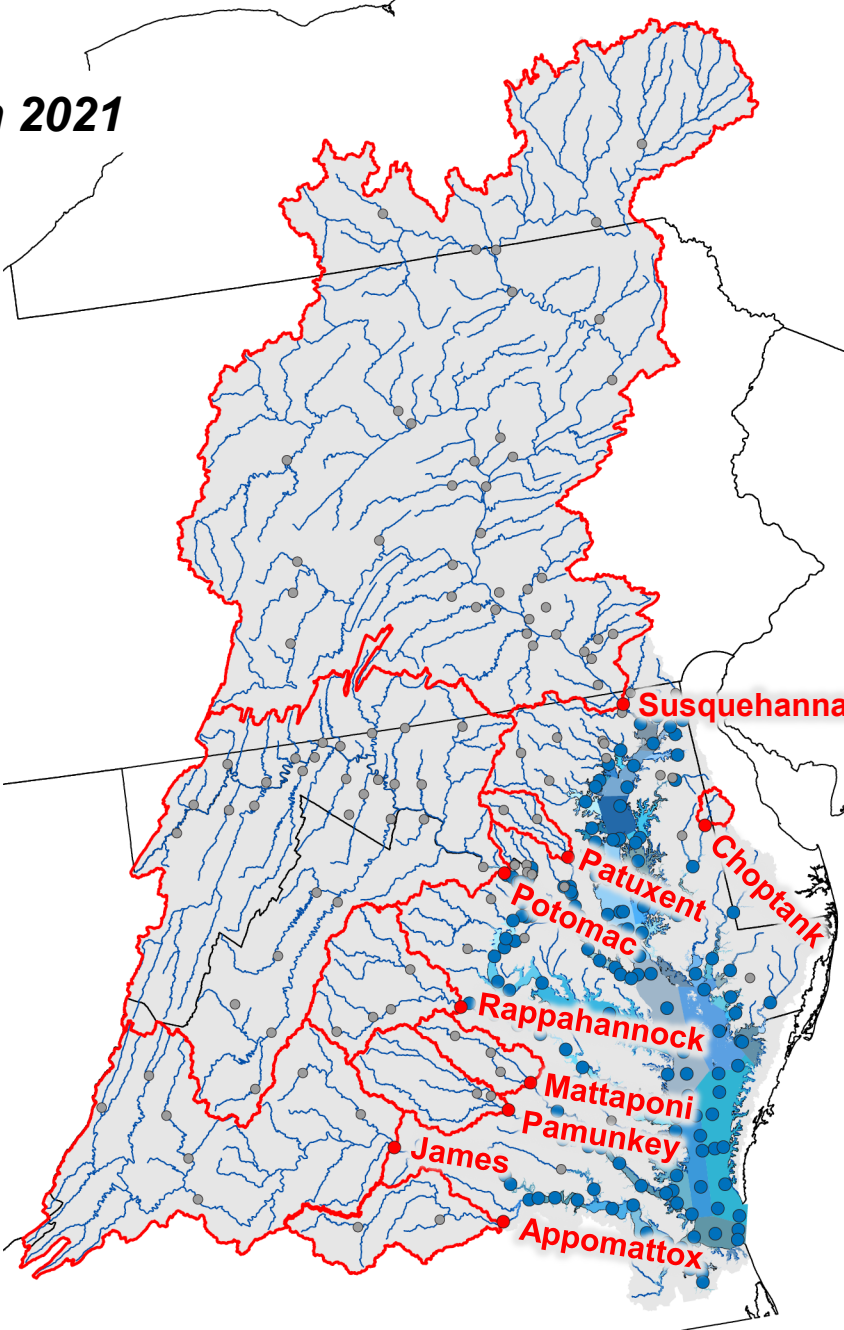 2021
Susquehanna
Choptank
Patuxent
Potomac
Rappahannock
Mattaponi
Pamunkey
James
Appomattox